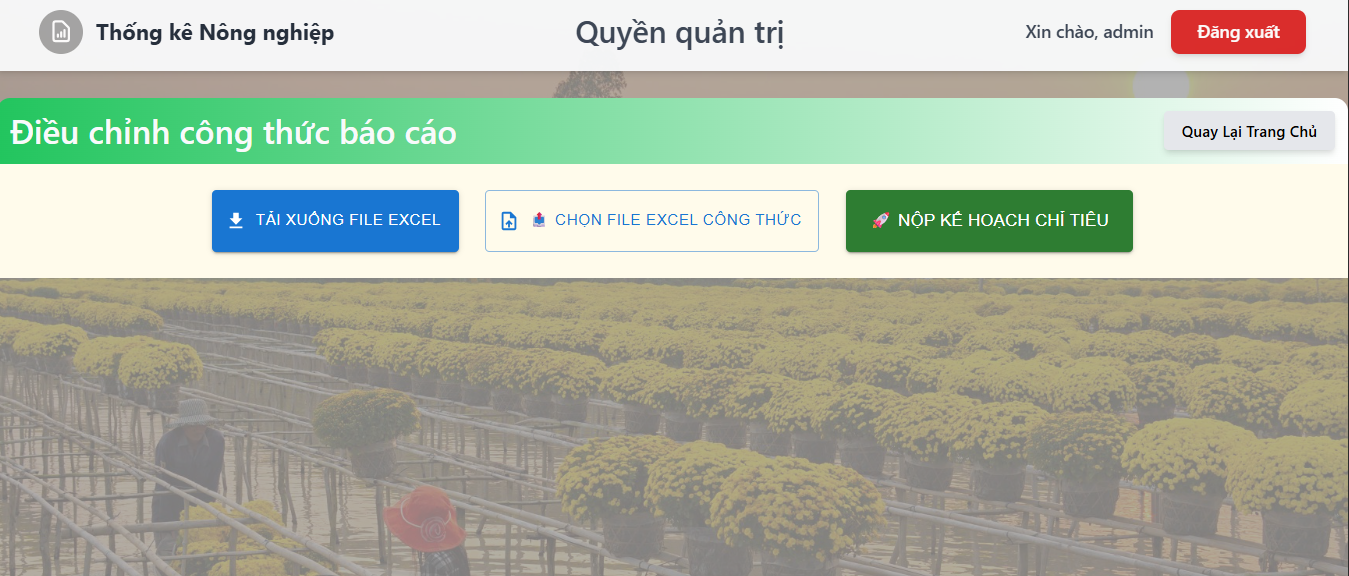 Thống kê Nông nghiệp
Quyền quản trị
Xin chào, admin
Đăng xuất
Điều chỉnh công thức báo cáo
Quay Lại Trang Chủ
TẢI XUỐNG FILE EXCEL
CHỌN FILE EXCEL CÔNG THỨC
NỘP KẾ HOẠCH CHỈ TIÊU